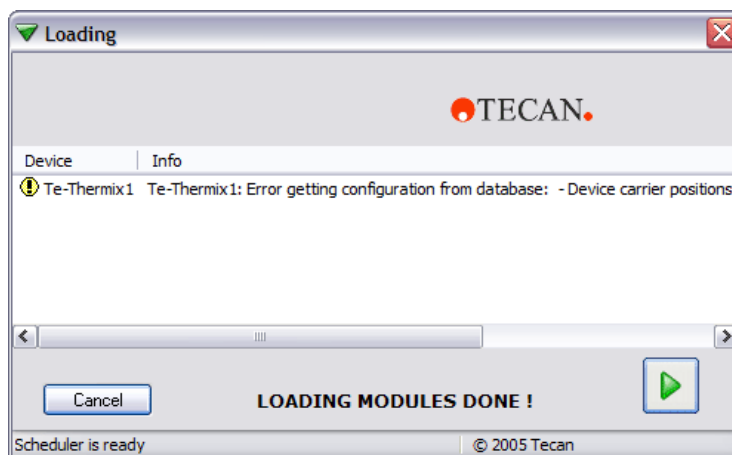 Loading
TECAN.
Device Info
Te-Thermix1 Te-Thermix1: Error getting configuration from database: - Device carrier positions
Cancel LOADING MODULES DONE !
Scheduler is ready © 2005 Tecan